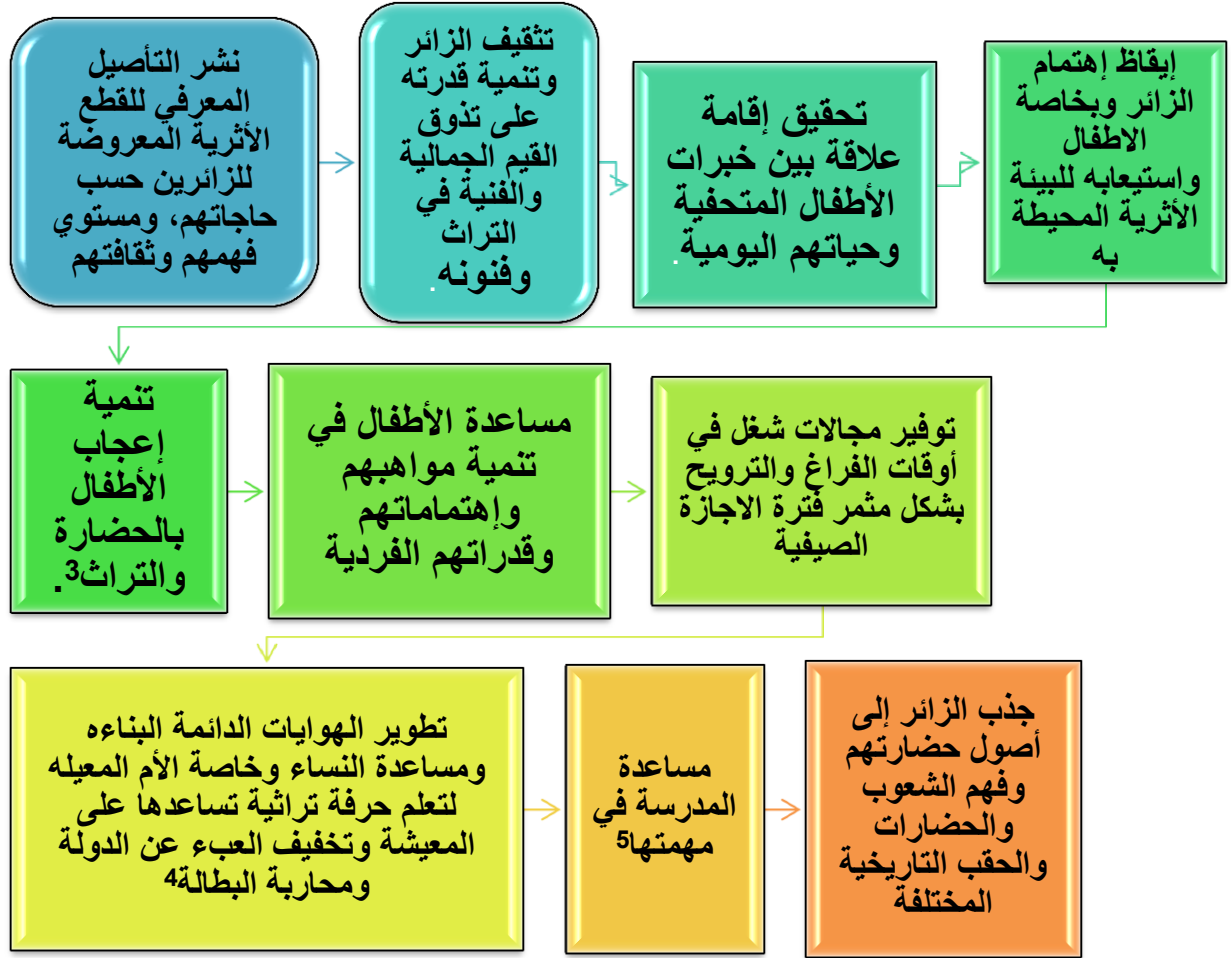 نشر التأصيل
المعرفي للقطع
الأثرية المعروضة
للزائرين حسب
حاجاتهم، ومستوي
فهمهم وثقافتهم
تثقيف الزائر
وتنمية قدرته
على تذوق
القيم الجمالية
والفنية في
التراث
وفنونه.
تحقيق إقامة
علاقة بين خبرات
الأطفال المتحفية
وحياتهم اليومية.
إيقاظ إهتمام
الزائر وبخاصة
الاطفال
واستيعابه للبيئة
الأثرية المحيطة
به
تنمية
إعجاب
الأطفال
بالحضارة
والتراث3.
مساعدة الأطفال في
تنمية مواهبهم
وإهتماماتهم
وقدراتهم الفردية
توفير مجالات شغل في
أوقات الفراغ والترويح
بشكل مثمر فترة الاجازة
الصيفية
تطوير الهوايات الدائمة البناءه
ومساعدة النساء وخاصة الأم المعيله
لتعلم حرفة تراثية تساعدها على
المعيشة وتخفيف العبء عن الدولة
ومحاربة البطالة4
مساعدة
المدرسة في
مهمتها5
جذب الزائر إلى
أصول حضارتهم
وفهم الشعوب
والحضارات
والحقب التاريخية
المختلفة